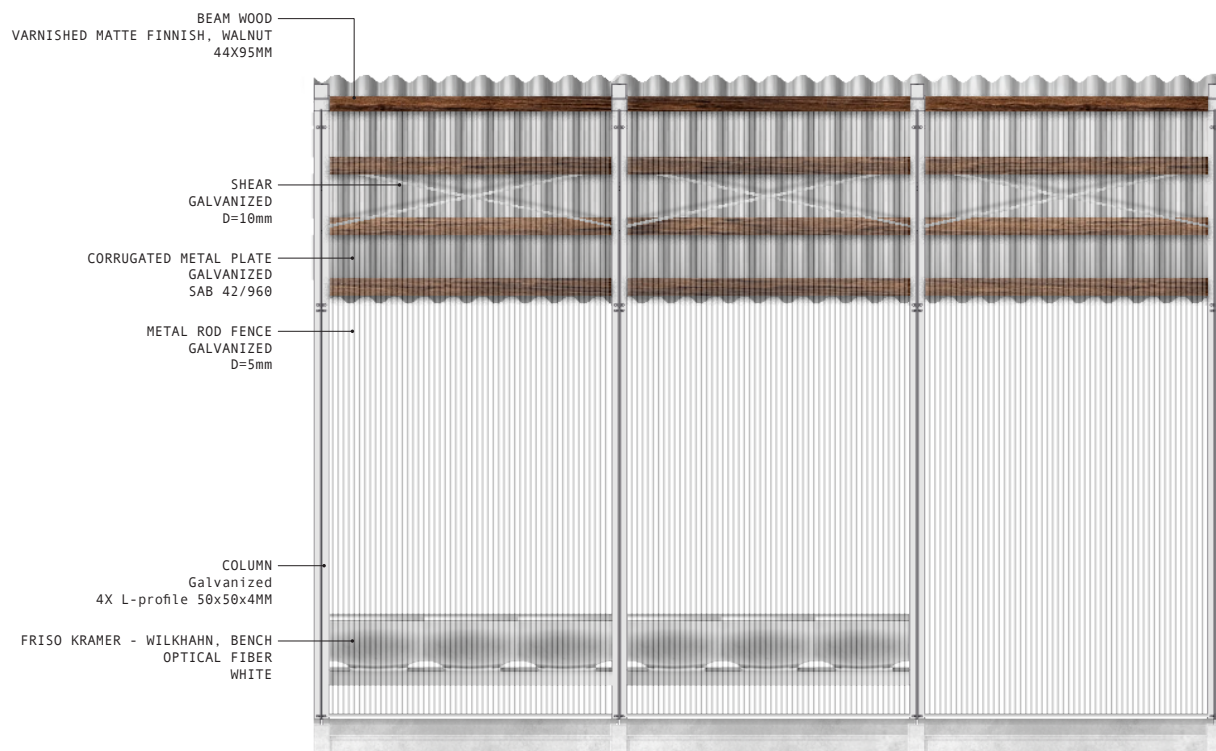 BEAM WOOD
VARNISHED MATTE FINNISH, WALNUT
44X95MM
SHEAR
GALVANIZED
D=10mm
CORRUGATED METAL PLATE
GALVANIZED
SAB 42/960
METAL ROD FENCE
GALVANIZED
D=5mm
COLUMN
Galvanized
4X L-profile 50x50x4MM
FRISO KRAMER - WILKHAHN, BENCH
OPTICAL FIBER
WHITE